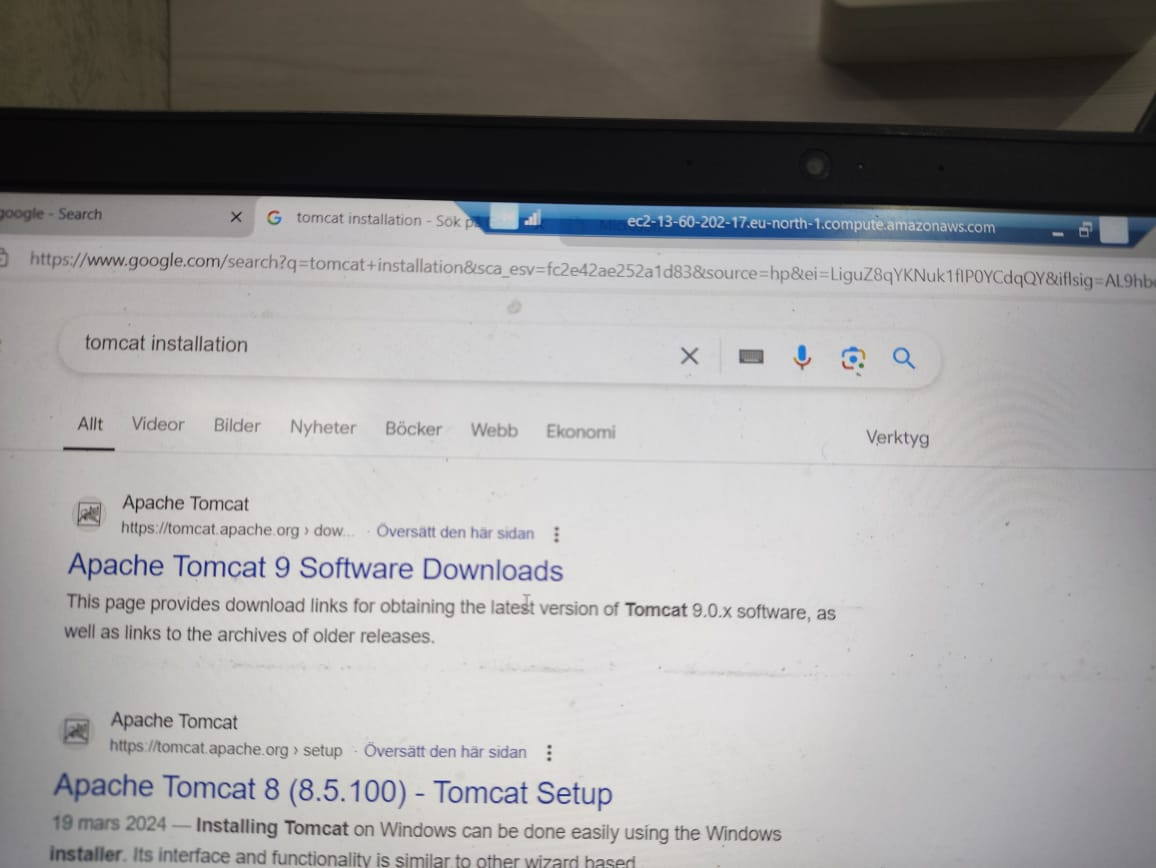 google - Search
tomcat installation - Sök
ec2-13-60-202-17.eu-north-1.compute.amazonaws.com
https://www.google.com/search?q=tomcat+installation&sca_esv=fc2e42ae252a1d83&source=hp&ei=LiguZ8qYKNuk1fIP0YCdqQY&iflsig=AL9hb
tomcat installation
Allt Videor Bilder Nyheter Böcker Webb Ekonomi Verktyg
Apache Tomcat
https://tomcat.apache.org › dow... · Översätt den här sidan
Apache Tomcat 9 Software Downloads
This page provides download links for obtaining the latest version of Tomcat 9.0.x software, as
well as links to the archives of older releases.
Apache Tomcat
https://tomcat.apache.org › setup · Översätt den här sidan
Apache Tomcat 8 (8.5.100) - Tomcat Setup
19 mars 2024 — Installing Tomcat on Windows can be done easily using the Windows
installer. Its interface and functionality is similar to other wizard based